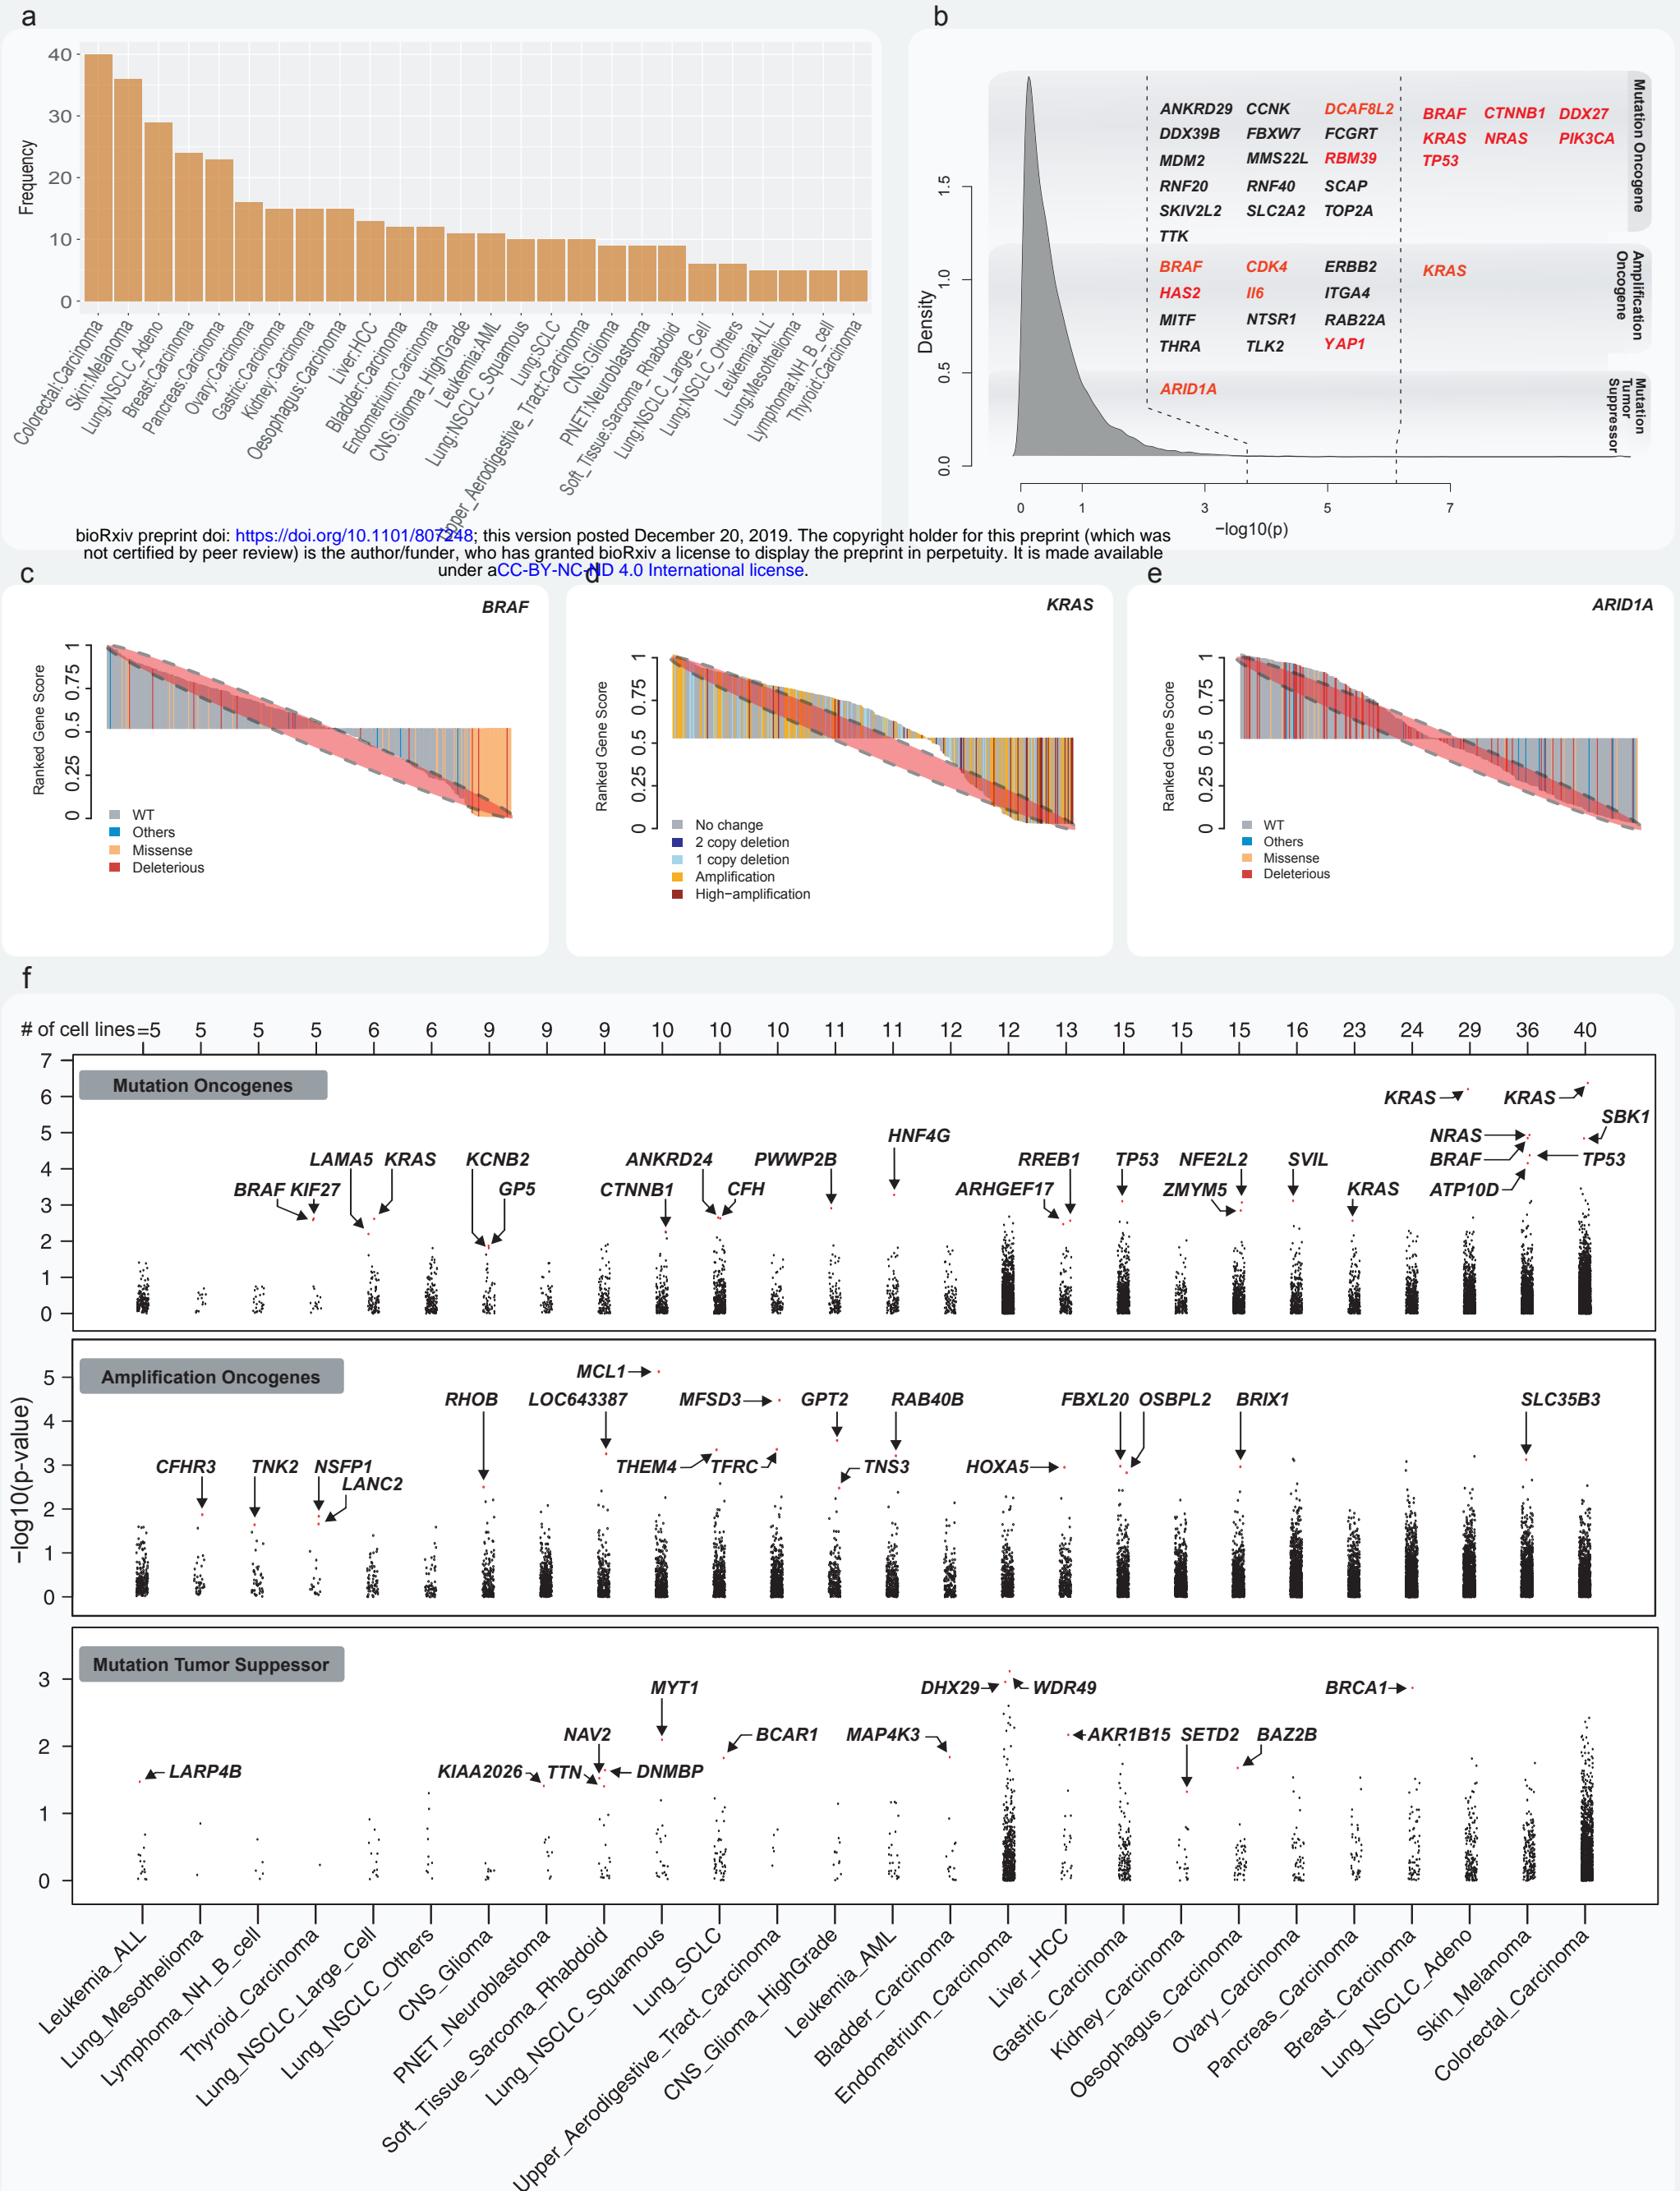 a
Frequency
40
30
20
10
0
Colorectal:Carcinoma
Skin:Melanoma
Lung:NSCLC_Adeno
Breast:Carcinoma
Pancreas:Carcinoma
Ovary:Carcinoma
Gastric:Carcinoma
Kidney:Carcinoma
Oesophagus:Carcinoma
Liver:HCC
Bladder:Carcinoma
Endometrium:Carcinoma
CNS:Glioma_HighGrade
Leukemia:AML
Lung:NSCLC_Squamous
Lung:SCLC
Upper_Aerodigestive_Tract:Carcinoma
CNS:Glioma
PNET:Neuroblastoma
Soft_Tissue:Sarcoma_Rhabdoid
Lung:NSCLC_Large_Cell
Lung:NSCLC_Others
Leukemia:ALL
Lung:Mesothelioma
Lymphoma:NH_B_cell
Thyroid:Carcinoma
b
ANKRD29 CCNK DCAF8L2
DDX39B FBXW7 FCGRT
MDM2 MMS22L RBM39
RNF20 RNF40 SCAP
SKIV2L2 SLC2A2 TOP2A
TTK
BRAF CTNNB1 DDX27
KRAS NRAS PIK3CA
TP53
Mutation Oncogene
BRAF CDK4 ERBB2
HAS2 Il6 ITGA4
MITF NTSR1 RAB22A
THRA TLK2 YAP1
KRAS
Amplification
Oncogene
ARID1A
Mutation
Tumor
Suppressor
Density
0.0 0.5 1.0 1.5
0 1 3 5 7
−log10(p)
bioRxiv preprint doi: https://doi.org/10.1101/807248; this version posted December 20, 2019. The copyright holder for this preprint (which was
not certified by peer review) is the author/funder, who has granted bioRxiv a license to display the preprint in perpetuity. It is made available
under aCC-BY-NC-ND 4.0 International license.
c
BRAF
Ranked Gene Score
0 0.25 0.5 0.75 1
WT
Others
Missense
Deleterious
d
KRAS
Ranked Gene Score
0 0.25 0.5 0.75 1
No change
2 copy deletion
1 copy deletion
Amplification
High−amplification
e
ARID1A
Ranked Gene Score
0 0.25 0.5 0.75 1
WT
Others
Missense
Deleterious
f
# of cell lines=5 5 5 5 6 6 9 9 9 10 10 10 11 11 12 12 13 15 15 15 16 23 24 29 36 40
−log10(p-value)
Mutation Oncogenes
7
6
5
4
3
2
1
0
KRAS KRAS
SBK1
NRAS
HNF4G
LAMA5 KRAS KCNB2 ANKRD24 PWWP2B RREB1 TP53 NFE2L2 SVIL BRAF TP53
BRAF KIF27 GP5 CTNNB1 CFH ARHGEF17 ZMYM5 KRAS ATP10D
Amplification Oncogenes
5
4
3
2
1
0
MCL1
RHOB LOC643387 MFSD3 GPT2 RAB40B FBXL20 OSBPL2 BRIX1 SLC35B3
CFHR3 TNK2 NSFP1 THEM4 TFRC TNS3 HOXA5
LANC2
Mutation Tumor Suppessor
3
2
1
0
MYT1 DHX29 WDR49 BRCA1
NAV2 BCAR1 MAP4K3 AKR1B15 SETD2 BAZ2B
LARP4B KIAA2026 TTN DNMBP
Leukemia_ALL
Lung_Mesothelioma
Lymphoma_NH_B_cell
Thyroid_Carcinoma
Lung_NSCLC_Large_Cell
Lung_NSCLC_Others
CNS_Glioma
PNET_Neuroblastoma
Soft_Tissue_Sarcoma_Rhabdoid
Lung_NSCLC_Squamous
Lung_SCLC
Upper_Aerodigestive_Tract_Carcinoma
CNS_Glioma_HighGrade
Leukemia_AML
Bladder_Carcinoma
Endometrium_Carcinoma
Liver_HCC
Gastric_Carcinoma
Kidney_Carcinoma
Oesophagus_Carcinoma
Ovary_Carcinoma
Pancreas_Carcinoma
Breast_Carcinoma
Lung_NSCLC_Adeno
Skin_Melanoma
Colorectal_Carcinoma